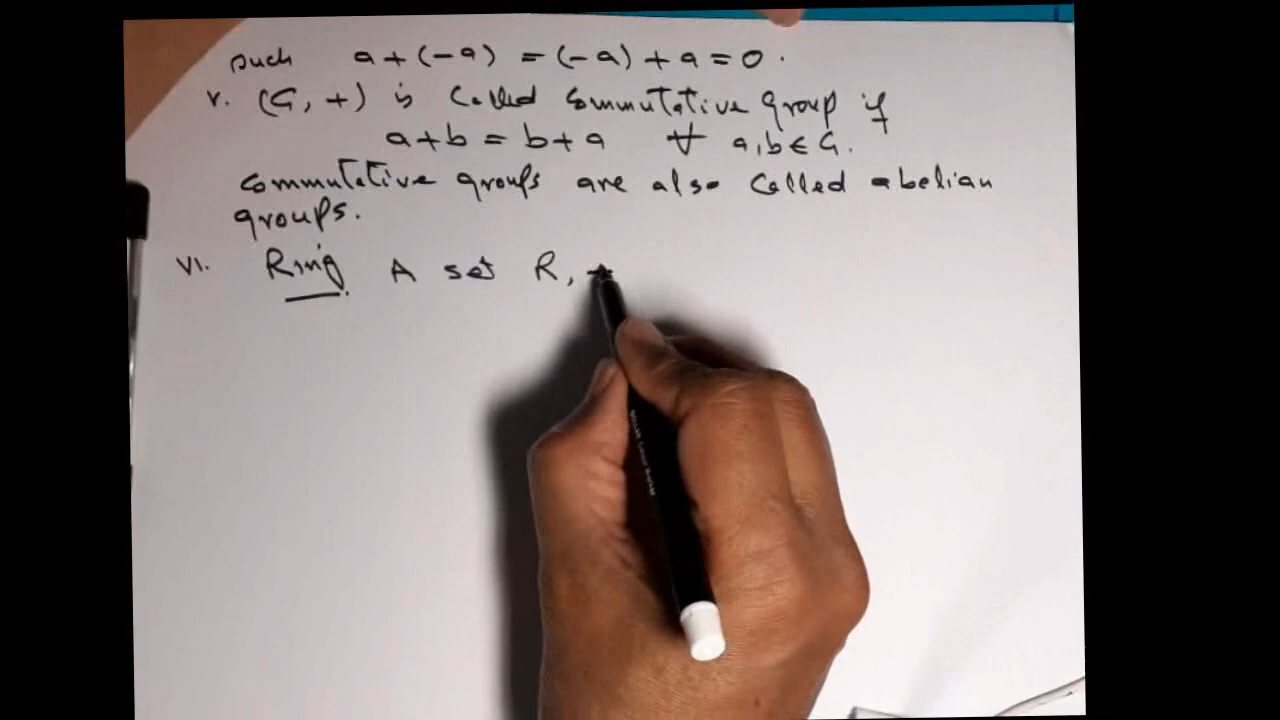 such a + (-a) = (-a) + a = 0 .
v. (G, +) is called commutative group if
a + b = b + a ∀ a, b ∈ G.
commutative groups are also called abelian
groups.
VI. Ring. A set R, +